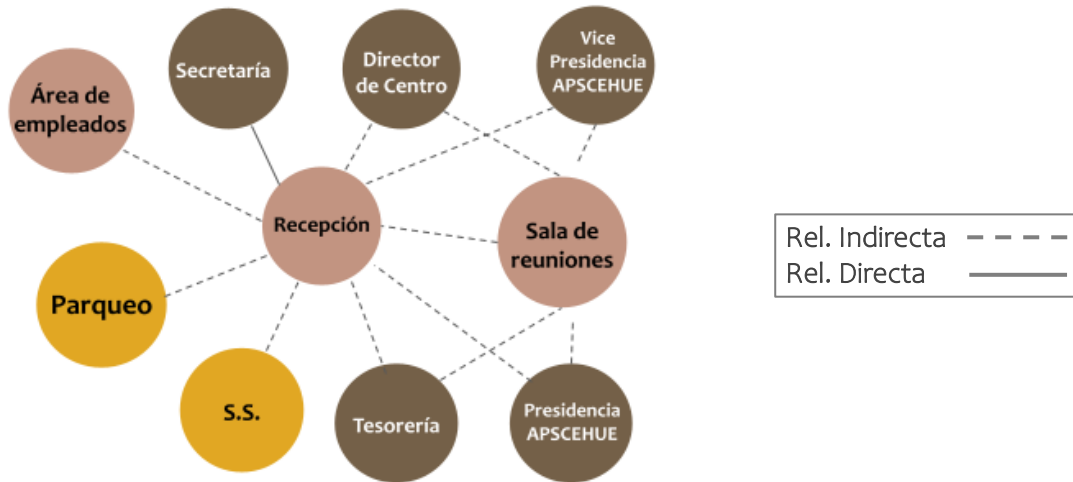 Área de
empleados
Secretaría
Director
de Centro
Vice
Presidencia
APSCEHUE
Recepción
Sala de
reuniones
Parqueo
S.S.
Tesorería
Presidencia
APSCEHUE
Rel. Indirecta
Rel. Directa